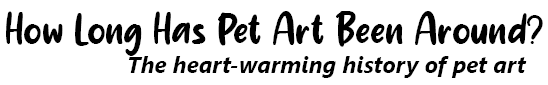 How Long Has Pet Art Been Around?
The heart-warming history of pet art